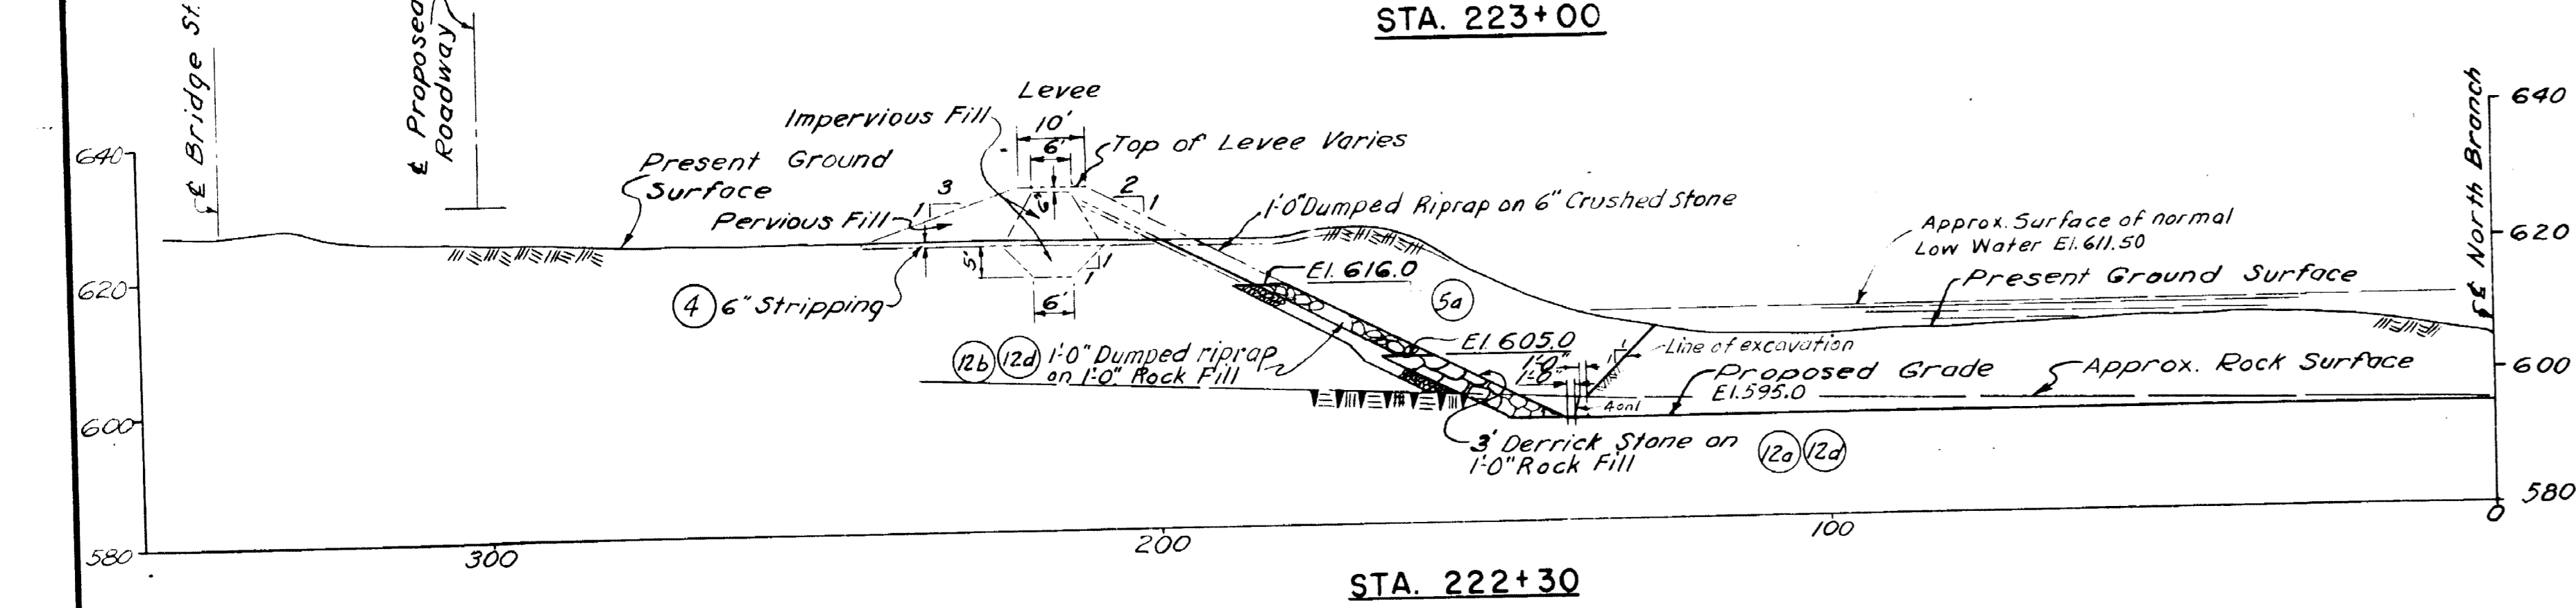 STA. 223+00
℄ Bridge St.
℄ Proposed
Roadway
Levee
10'
6'
6"
Impervious Fill
Top of Levee Varies
Present Ground
Surface
3
1
2
1
Pervious Fill
1'-0" Dumped Riprap on 6" Crushed Stone
Approx. Surface of normal
Low Water El. 611.50
Present Ground Surface
℄ North Branch
640
620
600
580
640
620
600
580
5'
1
1
6'
4 6" Stripping
El. 616.0
5a
El. 605.0
1'-0"
1'-0"
1
1
Line of excavation
12b 12d 1'-0" Dumped riprap
on 1'-0" Rock Fill
Proposed Grade
El. 595.0
Approx. Rock Surface
4 on 1
3' Derrick Stone on
1'-0" Rock Fill
12a 12d
300
200
100
0
STA. 222+30